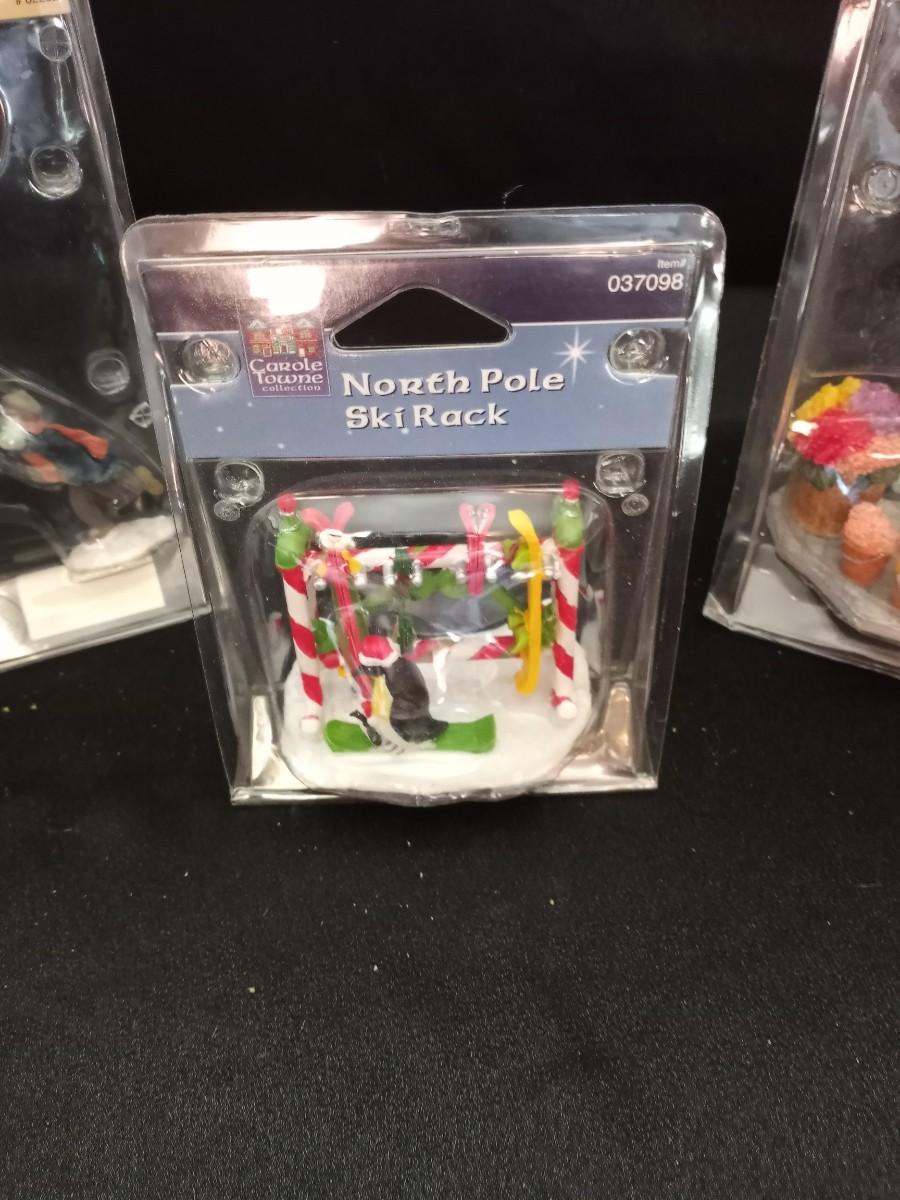 Item#
037098
Carole
Towne
collection
North Pole
Ski Rack